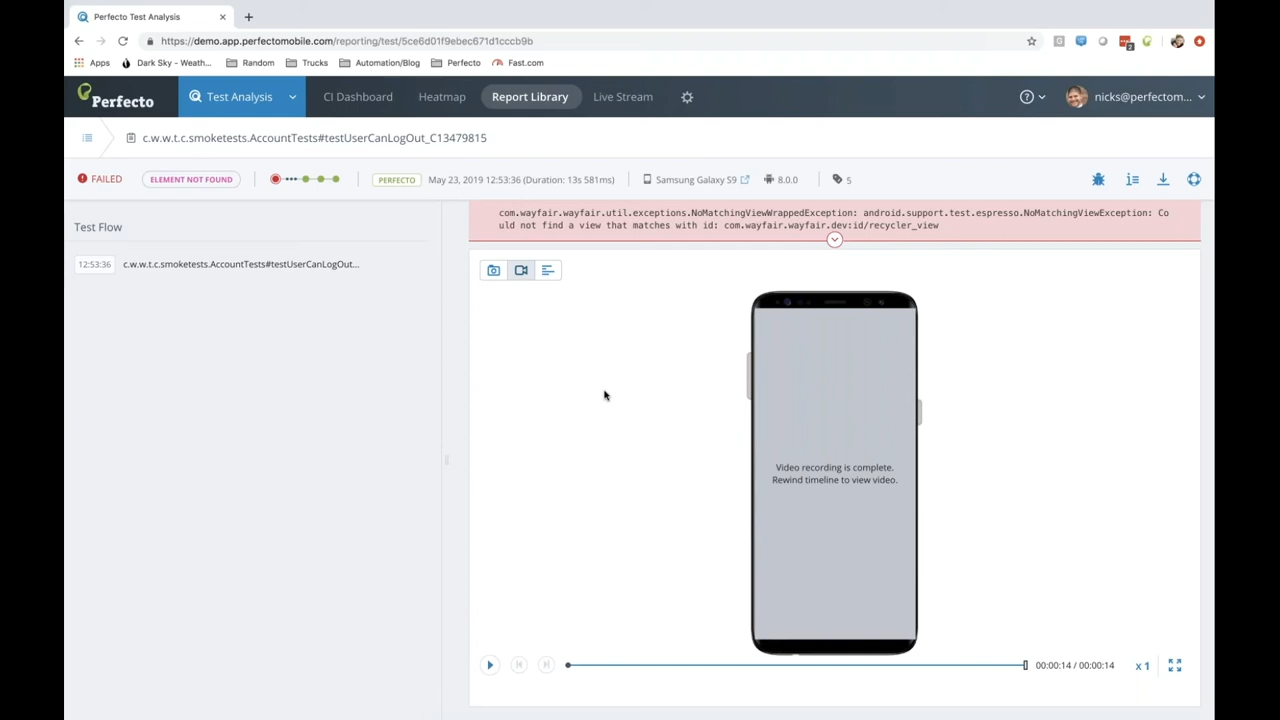 Perfecto Test Analysis
https://demo.app.perfectomobile.com/reporting/test/5ce6d01f9ebec671d1cccb9b
Apps Dark Sky - Weath... Random Trucks Automation/Blog Perfecto Fast.com
Perfecto Test Analysis CI Dashboard Heatmap Report Library Live Stream nicks@perfectom...
c.w.w.t.c.smoketests.AccountTests#testUserCanLogOut_C13479815
FAILED ELEMENT NOT FOUND PERFECTO May 23, 2019 12:53:36 (Duration: 13s 581ms) Samsung Galaxy S9 8.0.0 5
Test Flow
com.wayfair.wayfair.util.exceptions.NoMatchingViewWrappedException: android.support.test.espresso.NoMatchingViewException: Co
uld not find a view that matches with id: com.wayfair.wayfair.dev:id/recycler_view
12:53:36 c.w.w.t.c.smoketests.AccountTests#testUserCanLogOut...
Video recording is complete.
Rewind timeline to view video.
00:00:14 / 00:00:14 x 1